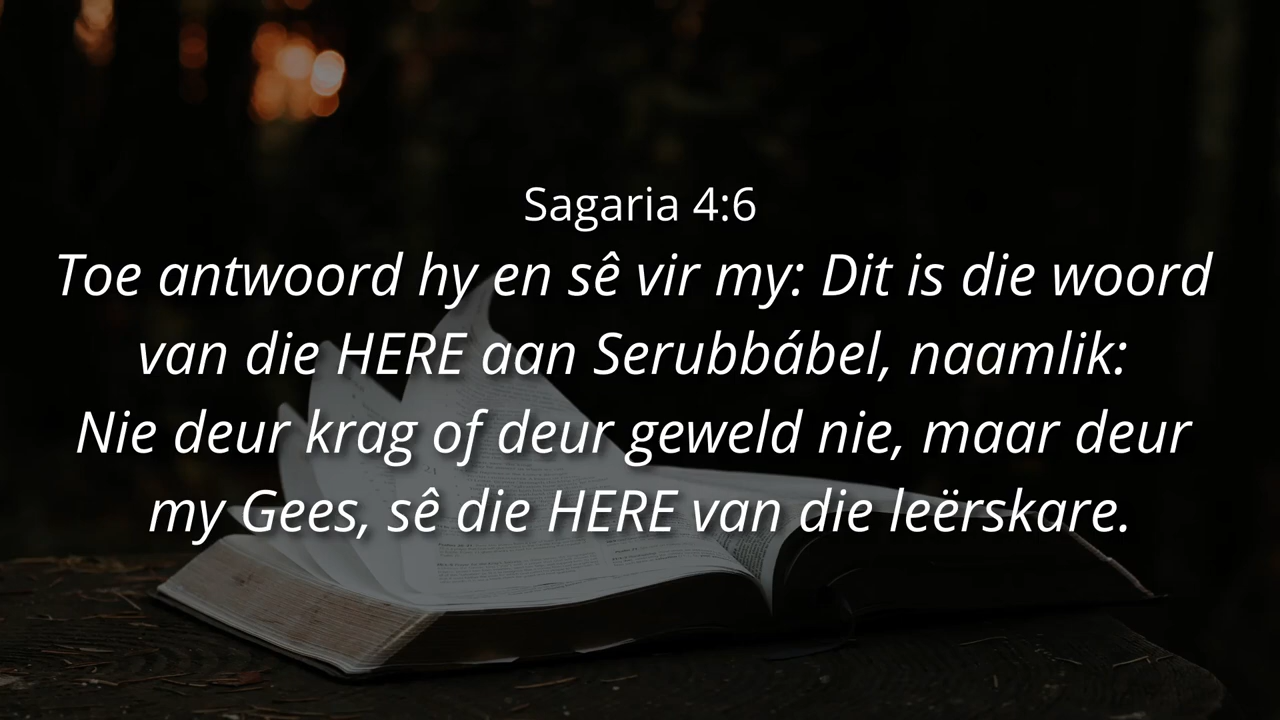 Sagaria 4:6
Toe antwoord hy en sê vir my: Dit is die woord
van die HERE aan Serubbábel, naamlik:
Nie deur krag of deur geweld nie, maar deur
my Gees, sê die HERE van die leërskare.